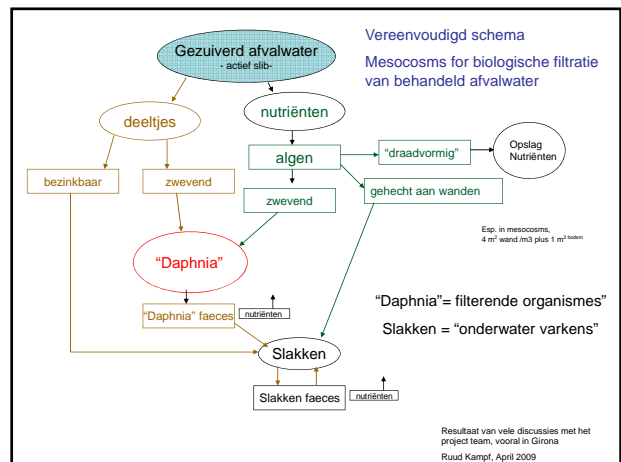 Gezuiverd afvalwater
- actief slib-
Vereenvoudigd schema
Mesocosms for biologische filtratie
van behandeld afvalwater
deeltjes
nutriënten
algen
"draadvormig"
Opslag
Nutriënten
bezinkbaar
zwevend
zwevend
gehecht aan wanden
Esp. in mesocosms,
4 m2 wand /m3 plus 1 m2 bodem
"Daphnia"
"Daphnia" faeces
nutriënten
"Daphnia"= filterende organismes"
Slakken = "onderwater varkens"
Slakken
Slakken faeces
nutriënten
Resultaat van vele discussies met het
project team, vooral in Girona
Ruud Kampf, April 2009